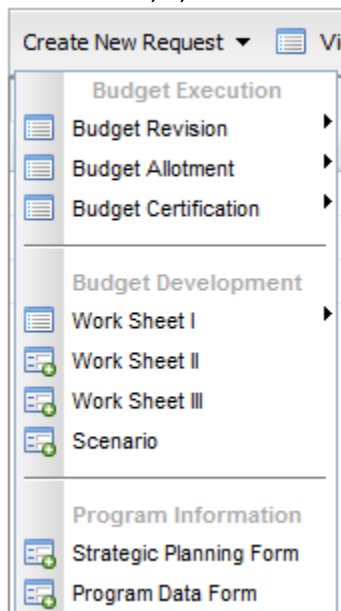 Create New Request
Budget Execution
Budget Revision
Budget Allotment
Budget Certification
Budget Development
Work Sheet I
Work Sheet II
Work Sheet III
Scenario
Program Information
Strategic Planning Form
Program Data Form